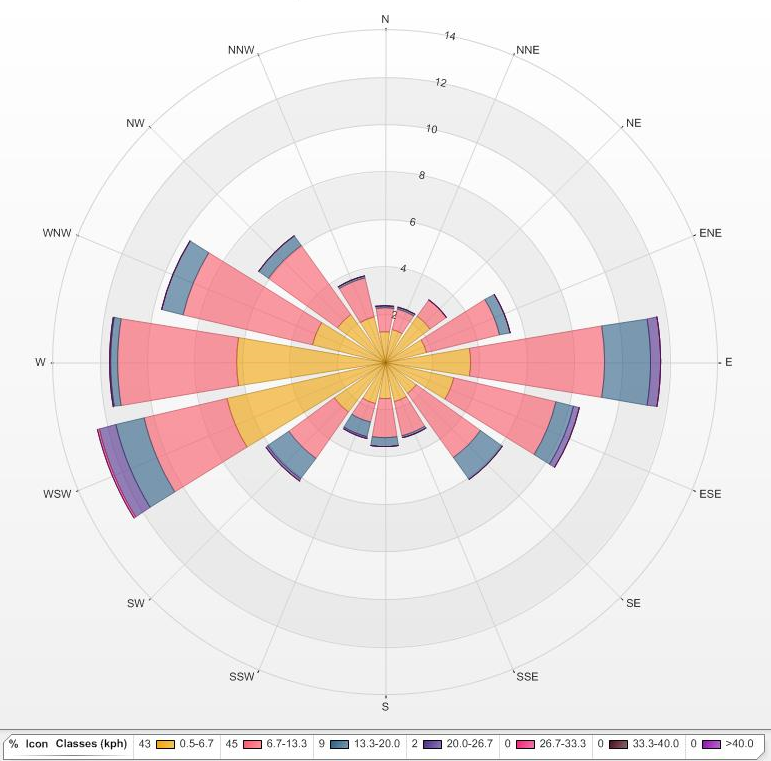 N
14
NNW
NNE
12
NW
10
NE
8
6
WNW
ENE
4
2
W
E
WSW
ESE
SW
SE
SSW
SSE
S
% Icon Classes (kph) 43 0.5-6.7 45 6.7-13.3 9 13.3-20.0 2 20.0-26.7 0 26.7-33.3 0 33.3-40.0 0 >40.0